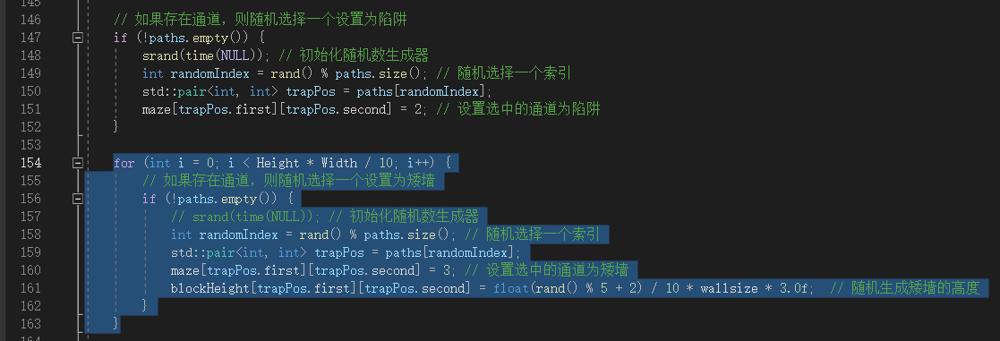 145
146 // 如果存在通道，则随机选择一个设置为陷阱
147 if (!paths.empty()) {
148 srand(time(NULL)); // 初始化随机数生成器
149 int randomIndex = rand() % paths.size(); // 随机选择一个索引
150 std::pair<int, int> trapPos = paths[randomIndex];
151 maze[trapPos.first][trapPos.second] = 2; // 设置选中的通道为陷阱
152 }
153
154 for (int i = 0; i < Height * Width / 10; i++) {
155 // 如果存在通道，则随机选择一个设置为矮墙
156 if (!paths.empty()) {
157 // srand(time(NULL)); // 初始化随机数生成器
158 int randomIndex = rand() % paths.size(); // 随机选择一个索引
159 std::pair<int, int> trapPos = paths[randomIndex];
160 maze[trapPos.first][trapPos.second] = 3; // 设置选中的通道为矮墙
161 blockHeight[trapPos.first][trapPos.second] = float(rand() % 5 + 2) / 10 * wallsize * 3.0f; // 随机生成矮墙的高度
162 }
163 }